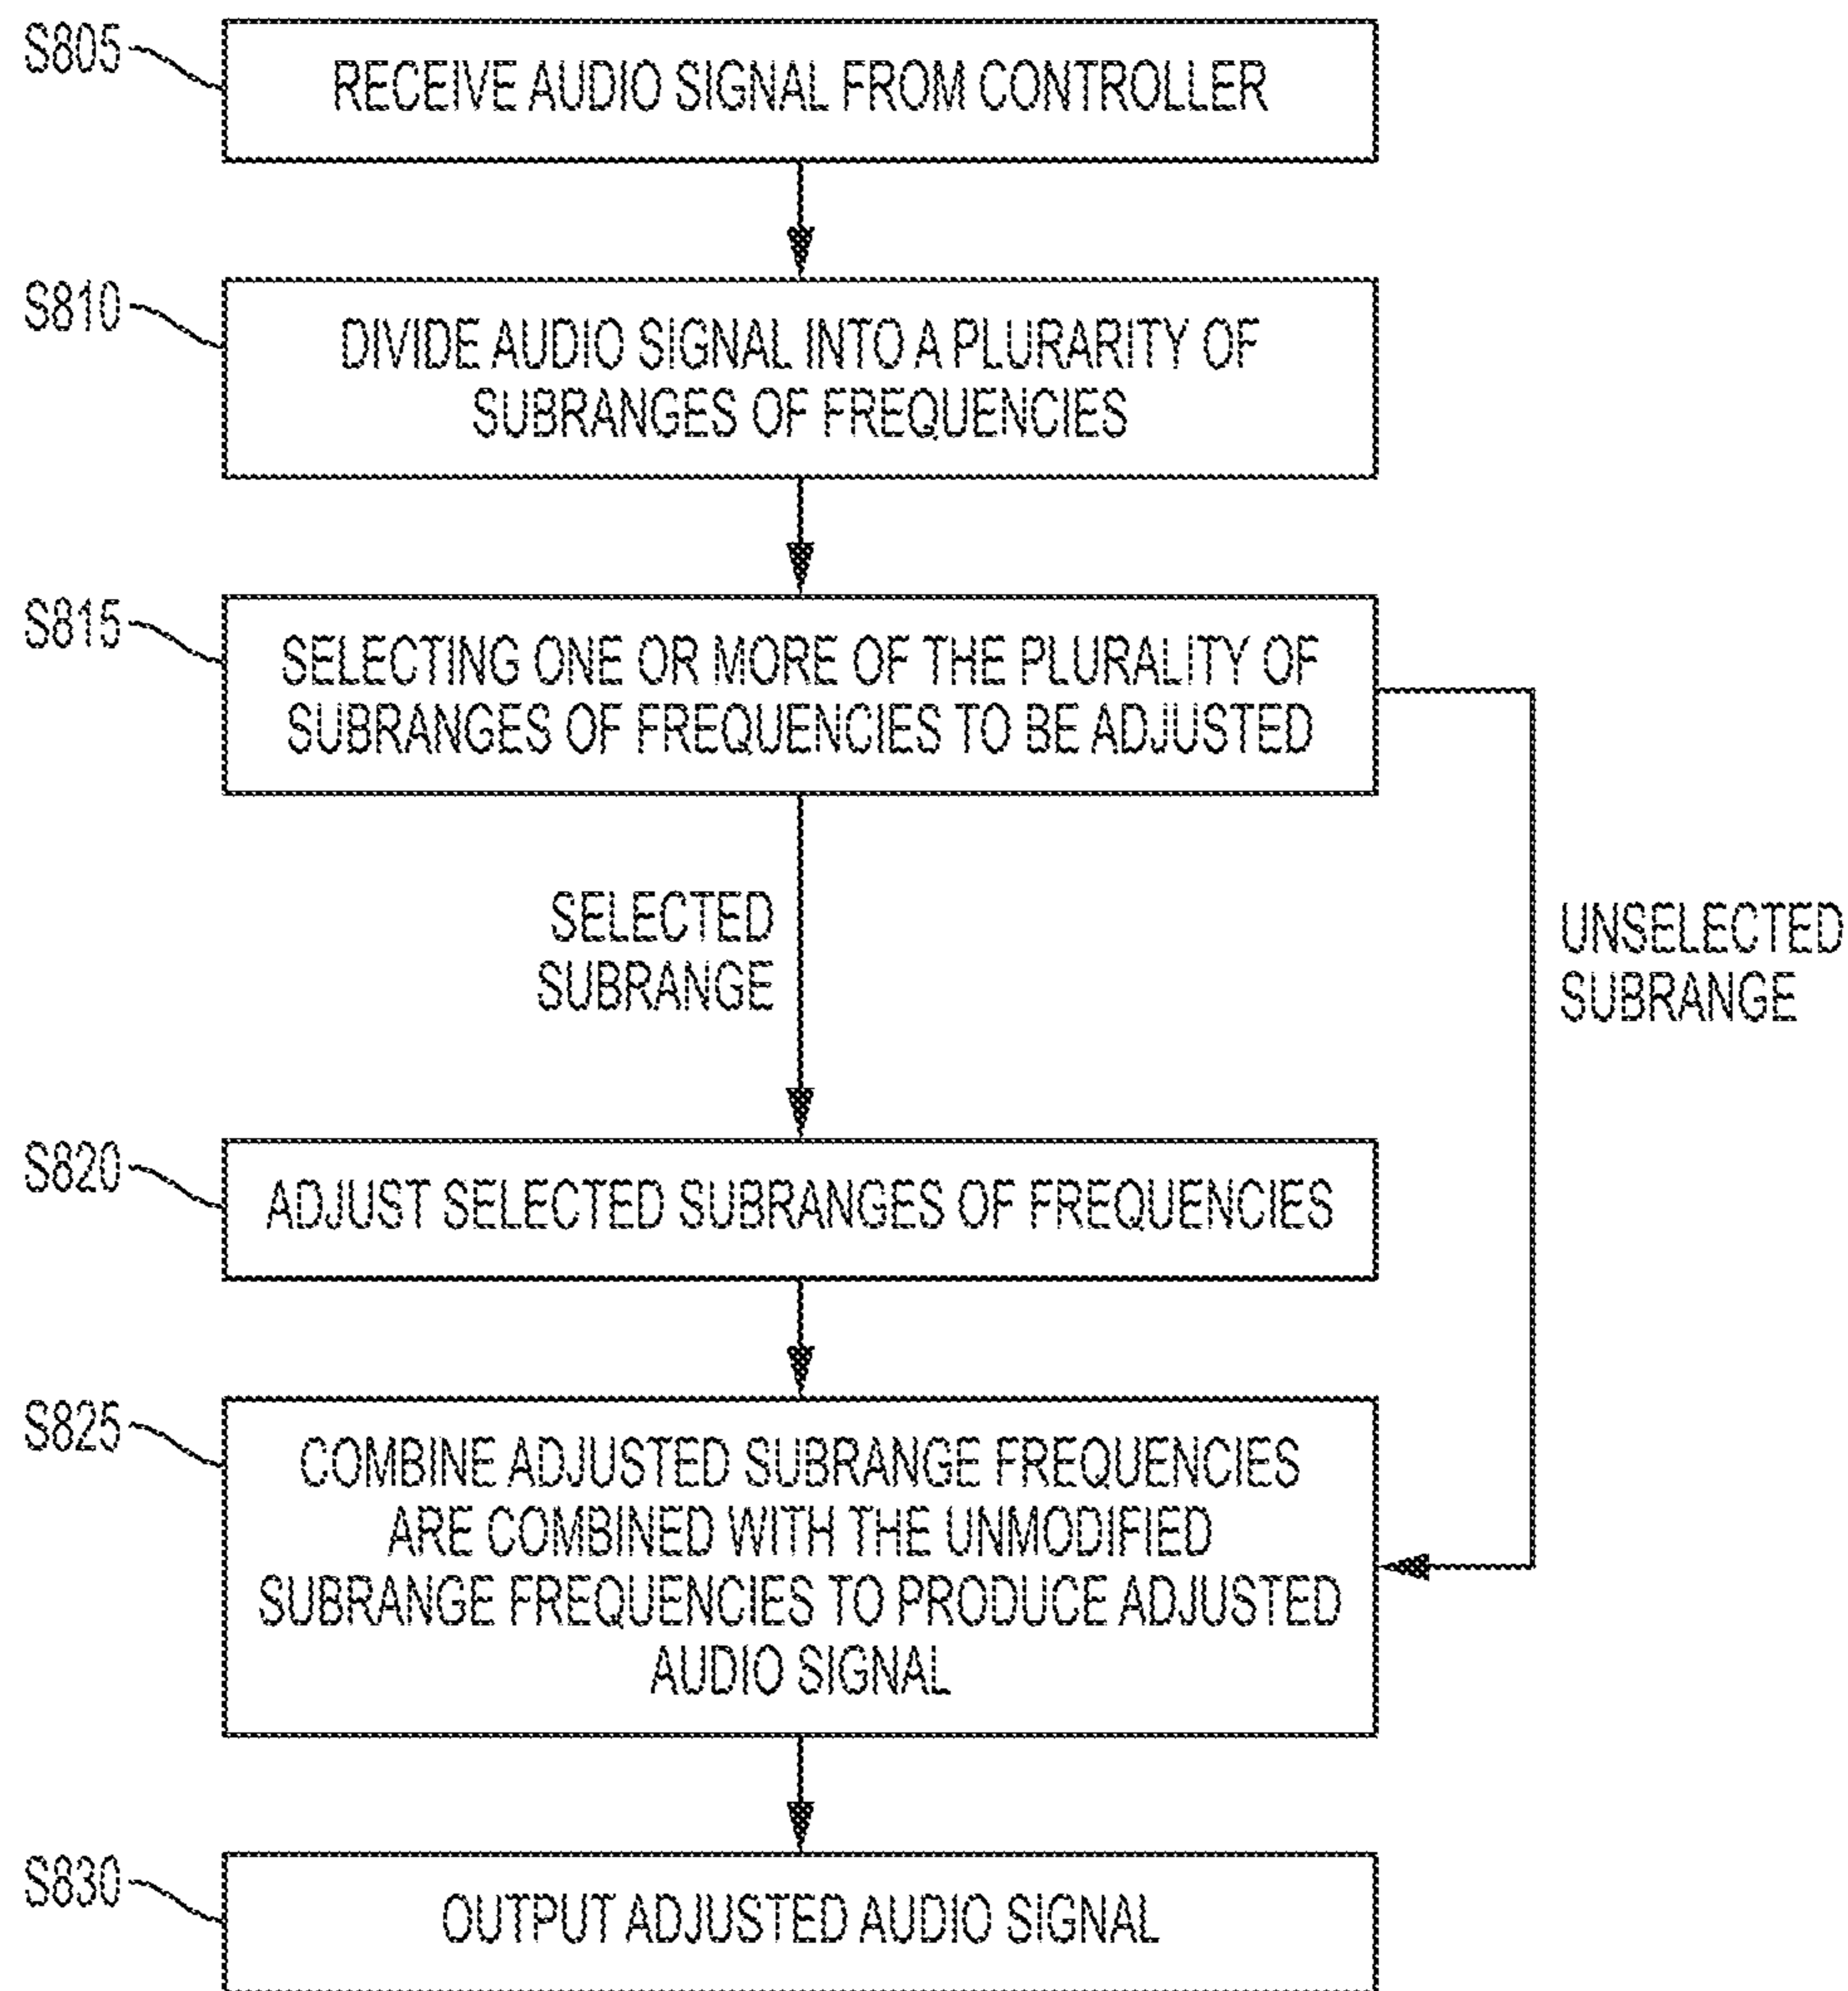 S805
RECEIVE AUDIO SIGNAL FROM CONTROLLER
S810
DIVIDE AUDIO SIGNAL INTO A PLURARITY OF
SUBRANGES OF FREQUENCIES
S815
SELECTING ONE OR MORE OF THE PLURALITY OF
SUBRANGES OF FREQUENCIES TO BE ADJUSTED
SELECTED
SUBRANGE
UNSELECTED
SUBRANGE
S820
ADJUST SELECTED SUBRANGES OF FREQUENCIES
S825
COMBINE ADJUSTED SUBRANGE FREQUENCIES
ARE COMBINED WITH THE UNMODIFIED
SUBRANGE FREQUENCIES TO PRODUCE ADJUSTED
AUDIO SIGNAL
S830
OUTPUT ADJUSTED AUDIO SIGNAL